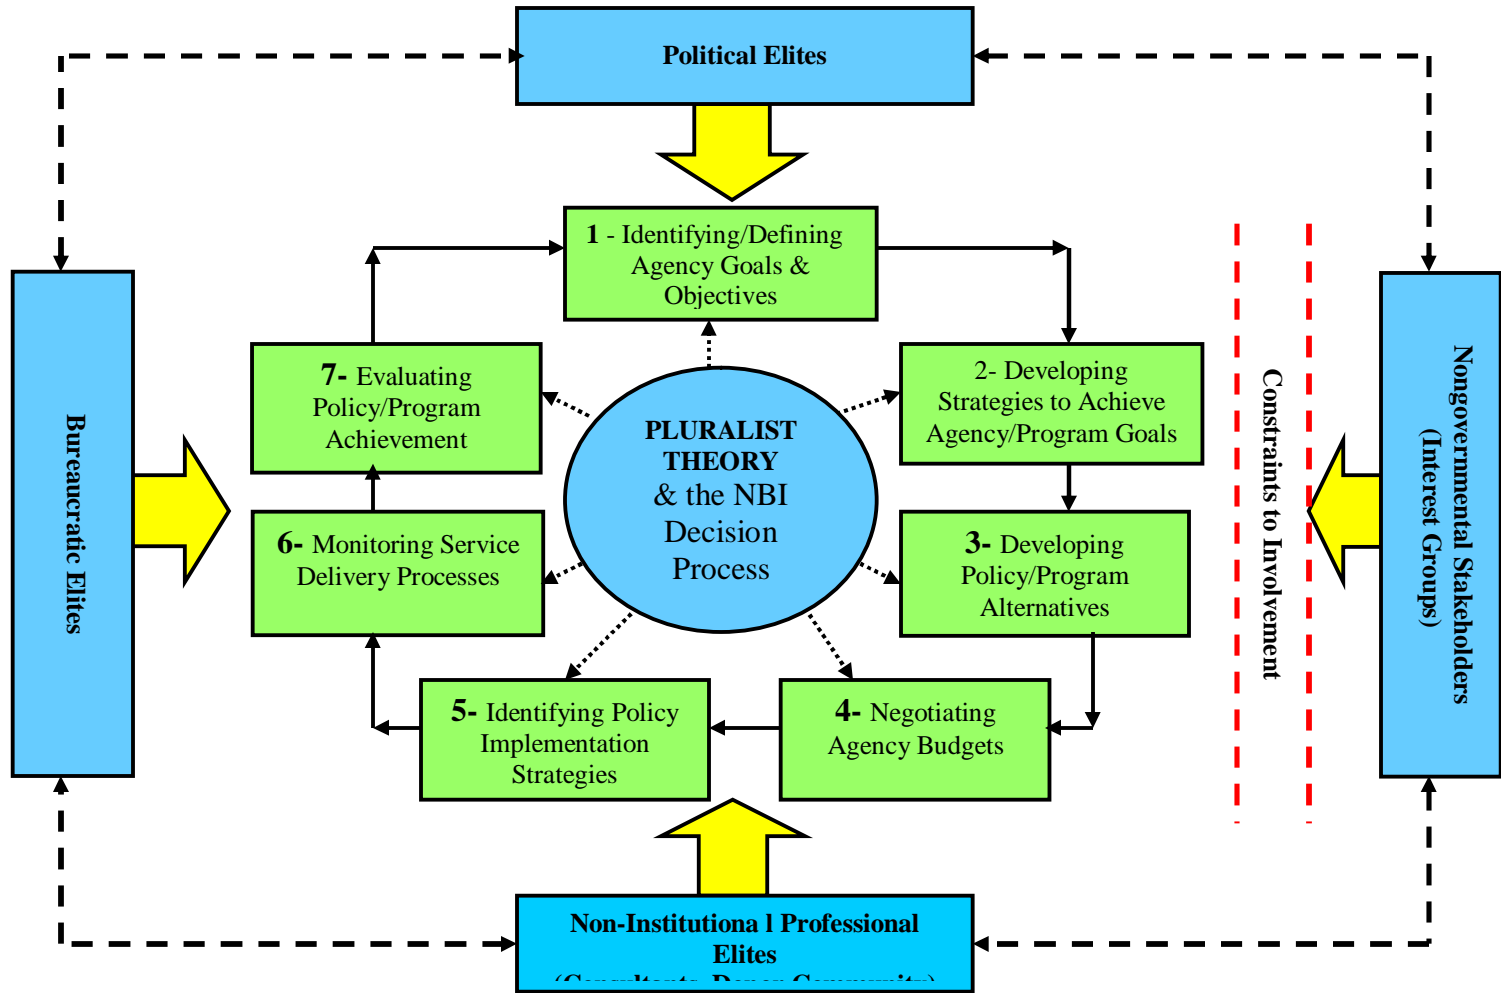 Political Elites
1 - Identifying/Defining
Agency Goals &
Objectives
7- Evaluating
Policy/Program
Achievement
2- Developing
Strategies to Achieve
Agency/Program Goals
PLURALIST
THEORY
& the NBI
Decision
Process
6- Monitoring Service
Delivery Processes
3- Developing
Policy/Program
Alternatives
5- Identifying Policy
Implementation
Strategies
4- Negotiating
Agency Budgets
Bureaucratic Elites
Constraints to Involvement
Nongovernmental Stakeholders
(Interest Groups)
Non-Institutiona l Professional
Elites
(Consultants, Donor Community)